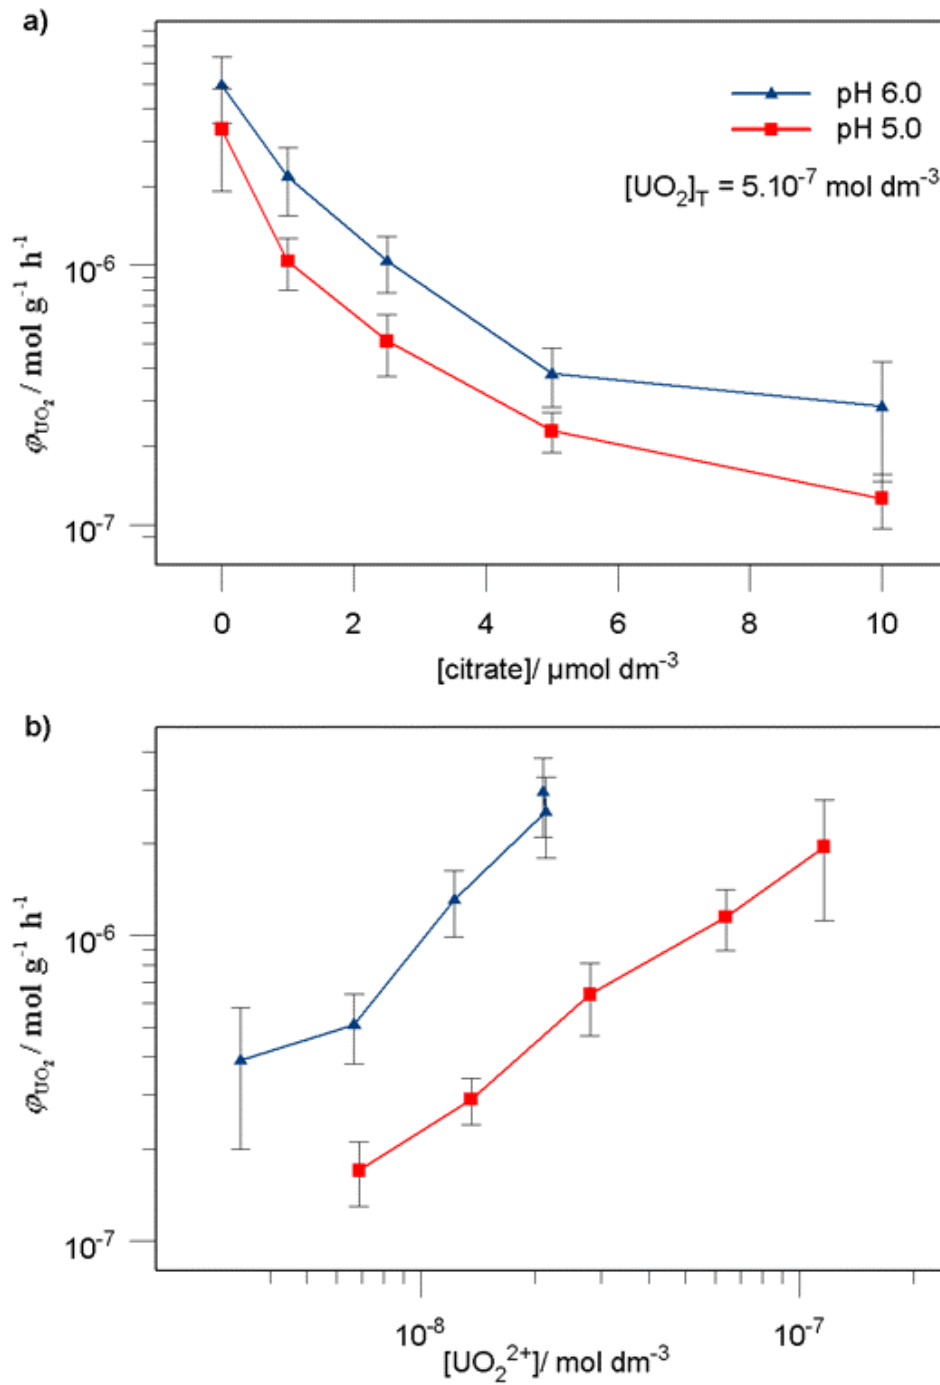 a)
pH 6.0
pH 5.0
[UO₂]T = 5.10⁻⁷ mol dm⁻³
φUO₂ / mol g⁻¹ h⁻¹
10⁻⁶
10⁻⁷
0 2 4 6 8 10
[citrate]/ µmol dm⁻³
b)
φUO₂ / mol g⁻¹ h⁻¹
10⁻⁶
10⁻⁷
10⁻⁸ 10⁻⁷
[UO₂²⁺]/ mol dm⁻³